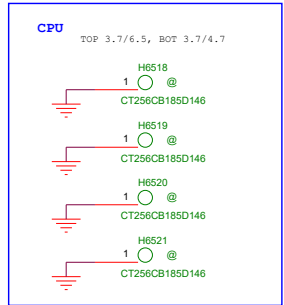 CPU
TOP 3.7/6.5, BOT 3.7/4.7
H6518
1 @
CT256CB185D146
H6519
1 @
CT256CB185D146
H6520
1 @
CT256CB185D146
H6521
1 @
CT256CB185D146